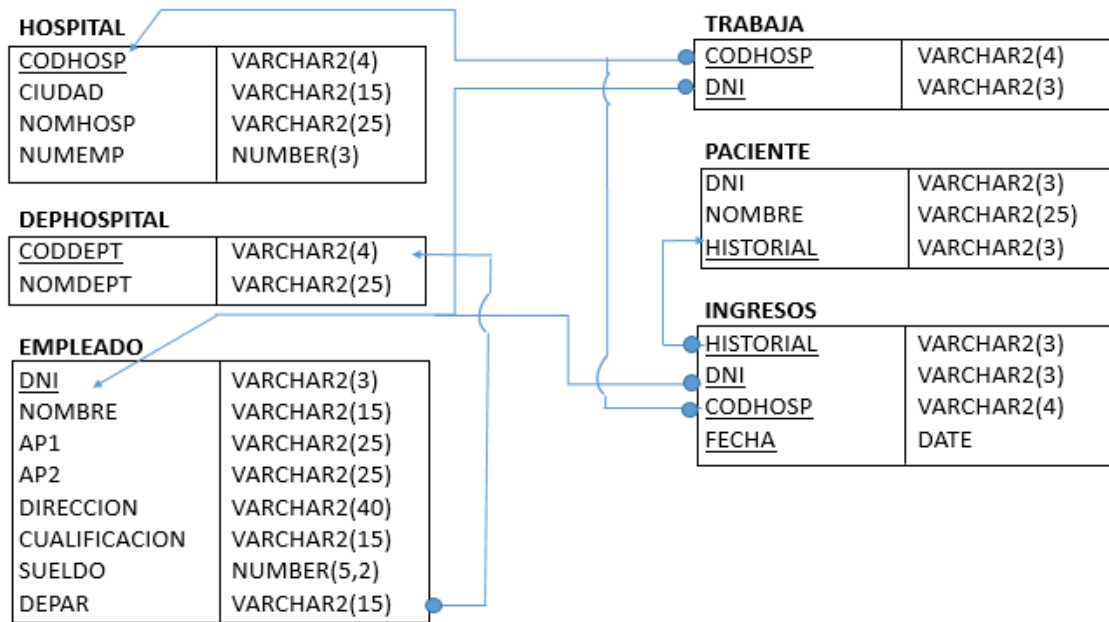 HOSPITAL
CODHOSP VARCHAR2(4)
CIUDAD VARCHAR2(15)
NOMHOSP VARCHAR2(25)
NUMEMP NUMBER(3)
DEPHOSPITAL
CODDEPT VARCHAR2(4)
NOMDEPT VARCHAR2(25)
EMPLEADO
DNI VARCHAR2(3)
NOMBRE VARCHAR2(15)
AP1 VARCHAR2(25)
AP2 VARCHAR2(25)
DIRECCION VARCHAR2(40)
CUALIFICACION VARCHAR2(15)
SUELDO NUMBER(5,2)
DEPAR VARCHAR2(15)
TRABAJA
CODHOSP VARCHAR2(4)
DNI VARCHAR2(3)
PACIENTE
DNI VARCHAR2(3)
NOMBRE VARCHAR2(25)
HISTORIAL VARCHAR2(3)
INGRESOS
HISTORIAL VARCHAR2(3)
DNI VARCHAR2(3)
CODHOSP VARCHAR2(4)
FECHA DATE